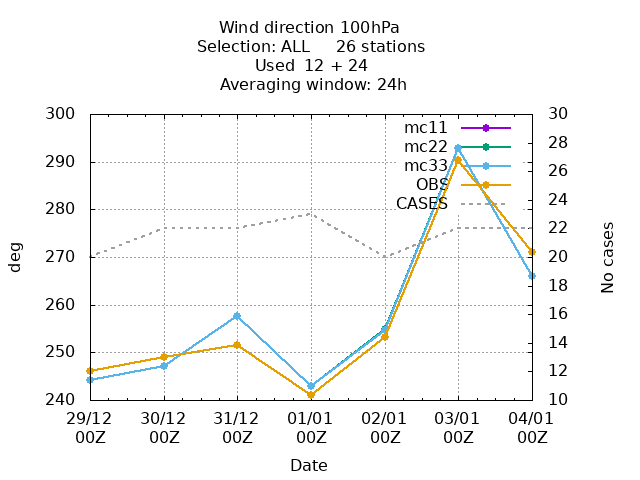 Wind direction 100hPa
Selection: ALL     26 stations
Used  12 + 24
Averaging window: 24h
300
290
280
270
260
250
240
deg
30
28
26
24
22
20
18
16
14
12
10
No cases
mc11
mc22
mc33
OBS
CASES
29/12 30/12 31/12 01/01 02/01 03/01 04/01
00Z 00Z 00Z 00Z 00Z 00Z 00Z
Date